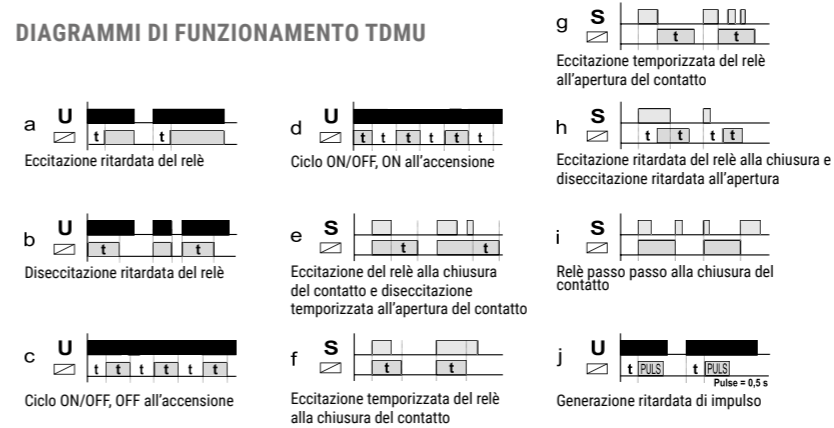 DIAGRAMMI DI FUNZIONAMENTO TDMU
a U
t t
Eccitazione ritardata del relè
b U
t t
Diseccitazione ritardata del relè
c U
t t t t t t
Ciclo ON/OFF, OFF all'accensione
d U
t t t t t t
Ciclo ON/OFF, ON all'accensione
e S
t t
Eccitazione del relè alla chiusura
del contatto e diseccitazione
temporizzata all'apertura del contatto
f S
t t
Eccitazione temporizzata del relè
alla chiusura del contatto
g S
t t
Eccitazione temporizzata del relè
all'apertura del contatto
h S
t t t t
Eccitazione ritardata del relè alla chiusura e
diseccitazione ritardata all'apertura
i S
Relè passo passo alla chiusura del
contatto
j U
t PULS t PULS
Pulse = 0,5 s
Generazione ritardata di impulso